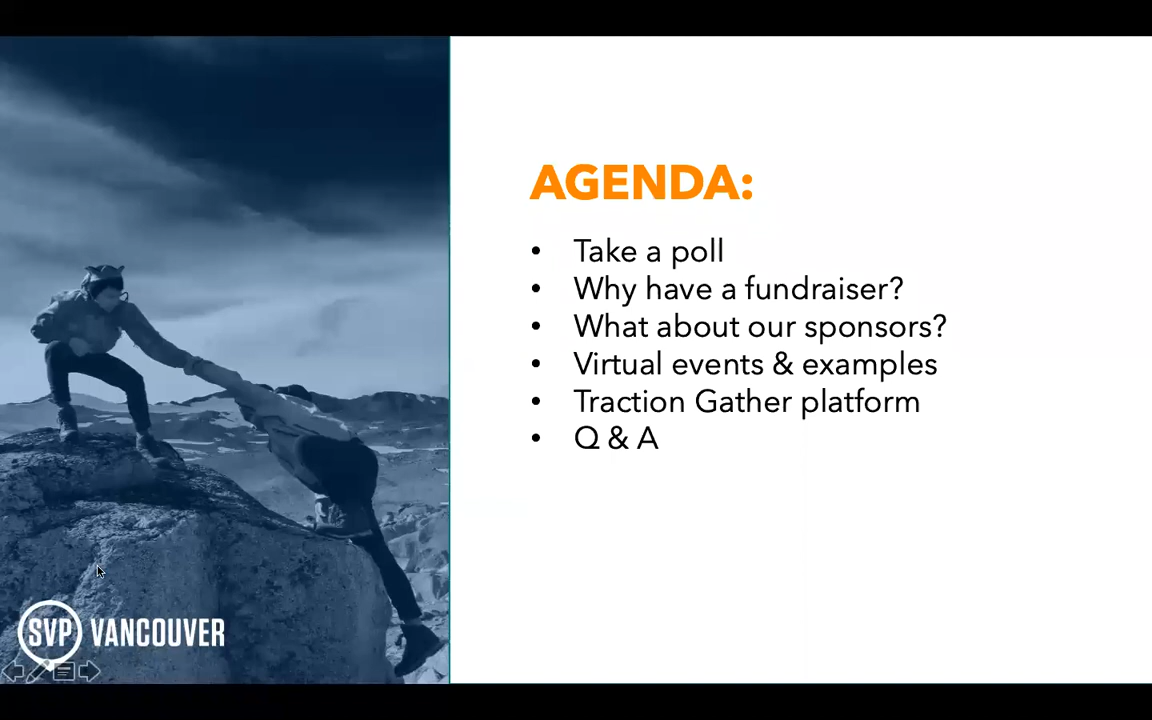 AGENDA:
• Take a poll
• Why have a fundraiser?
• What about our sponsors?
• Virtual events & examples
• Traction Gather platform
• Q & A
SVP VANCOUVER